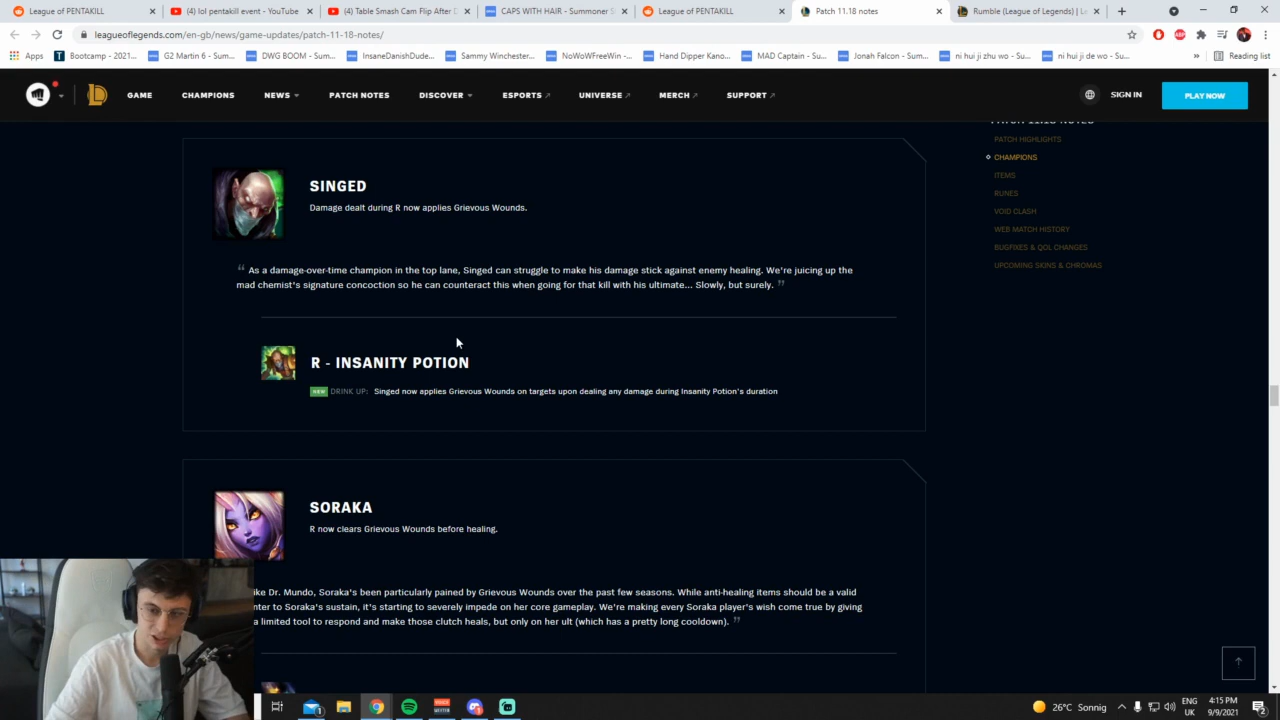 League of PENTAKILL
(4) lol pentakill event - YouTube
(4) Table Smash Cam Flip After D
CAPS WITH HAIR - Summoner S
League of PENTAKILL
Patch 11.18 notes
Rumble (League of Legends) | Le
leagueoflegends.com/en-gb/news/game-updates/patch-11-18-notes/
Apps
Bootcamp - 2021...
G2 Martin 6 - Sum...
DWG BOOM - Sum...
InsaneDanishDude...
Sammy Winchester...
NoWoWFreeWin -...
Hand Dipper Kano...
MAD Captain - Su...
Jonah Falcon - Sum...
ni hui ji zhu wo - Su...
ni hui ji de wo - Su...
»
Reading list
GAME
CHAMPIONS
NEWS
PATCH NOTES
DISCOVER
ESPORTS
UNIVERSE
MERCH
SUPPORT
SIGN IN
PLAY NOW
PATCH 11.18 NOTES
PATCH HIGHLIGHTS
CHAMPIONS
ITEMS
RUNES
VOID CLASH
WEB MATCH HISTORY
BUGFIXES & QOL CHANGES
UPCOMING SKINS & CHROMAS
SINGED
Damage dealt during R now applies Grievous Wounds.
“ As a damage-over-time champion in the top lane, Singed can struggle to make his damage stick against enemy healing. We're juicing up the
mad chemist's signature concoction so he can counteract this when going for that kill with his ultimate... Slowly, but surely. ”
R - INSANITY POTION
NEW DRINK UP: Singed now applies Grievous Wounds on targets upon dealing any damage during Insanity Potion's duration
SORAKA
R now clears Grievous Wounds before healing.
ike Dr. Mundo, Soraka's been particularly pained by Grievous Wounds over the past few seasons. While anti-healing items should be a valid
nter to Soraka's sustain, it's starting to severely impede on her core gameplay. We're making every Soraka player's wish come true by giving
a limited tool to respond and make those clutch heals, but only on her ult (which has a pretty long cooldown). ”
26°C Sonnig
ENG
UK
4:15 PM
9/9/2021